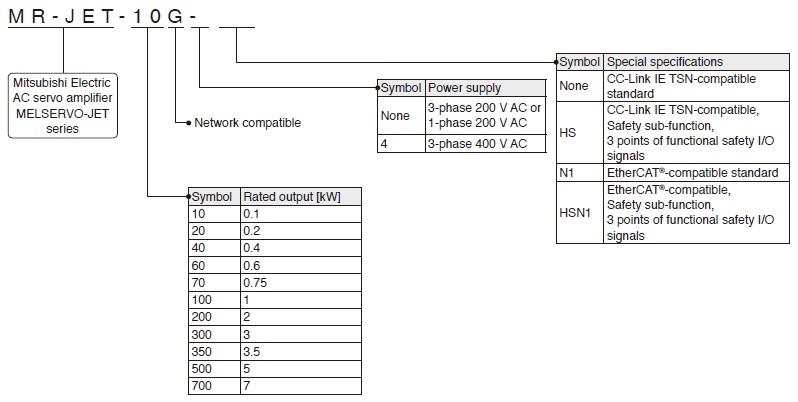 MR-JET-10G-
Mitsubishi Electric
AC servo amplifier
MELSERVO-JET
series
Network compatible
Symbol Rated output [kW]
10 0.1
20 0.2
40 0.4
60 0.6
70 0.75
100 1
200 2
300 3
350 3.5
500 5
700 7
Symbol Power supply
None 3-phase 200 V AC or
1-phase 200 V AC
4 3-phase 400 V AC
Symbol Special specifications
None CC-Link IE TSN-compatible
standard
HS CC-Link IE TSN-compatible,
Safety sub-function,
3 points of functional safety I/O
signals
N1 EtherCAT®-compatible standard
HSN1 EtherCAT®-compatible,
Safety sub-function,
3 points of functional safety I/O
signals